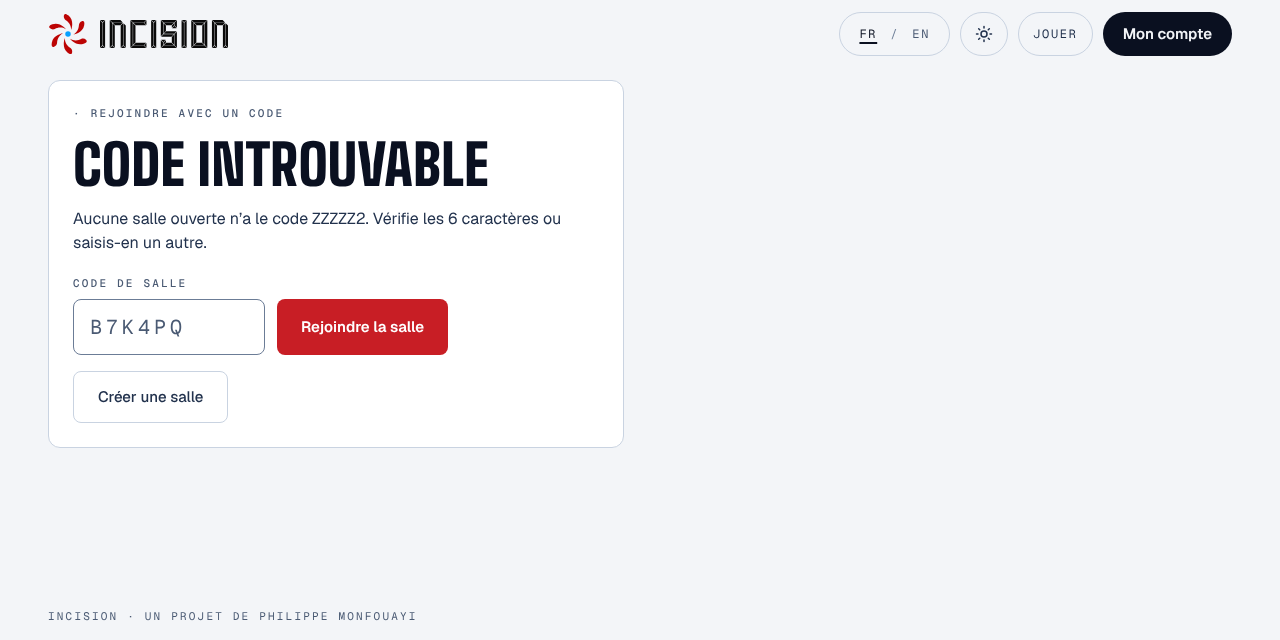 INCISION
FR / EN
JOUER
Mon compte
· REJOINDRE AVEC UN CODE
CODE INTROUVABLE
Aucune salle ouverte n'a le code ZZZZZ2. Vérifie les 6 caractères ou
saisis-en un autre.
CODE DE SALLE
B7K4PQ
Rejoindre la salle
Créer une salle
INCISION · UN PROJET DE PHILIPPE MONFOUAYI